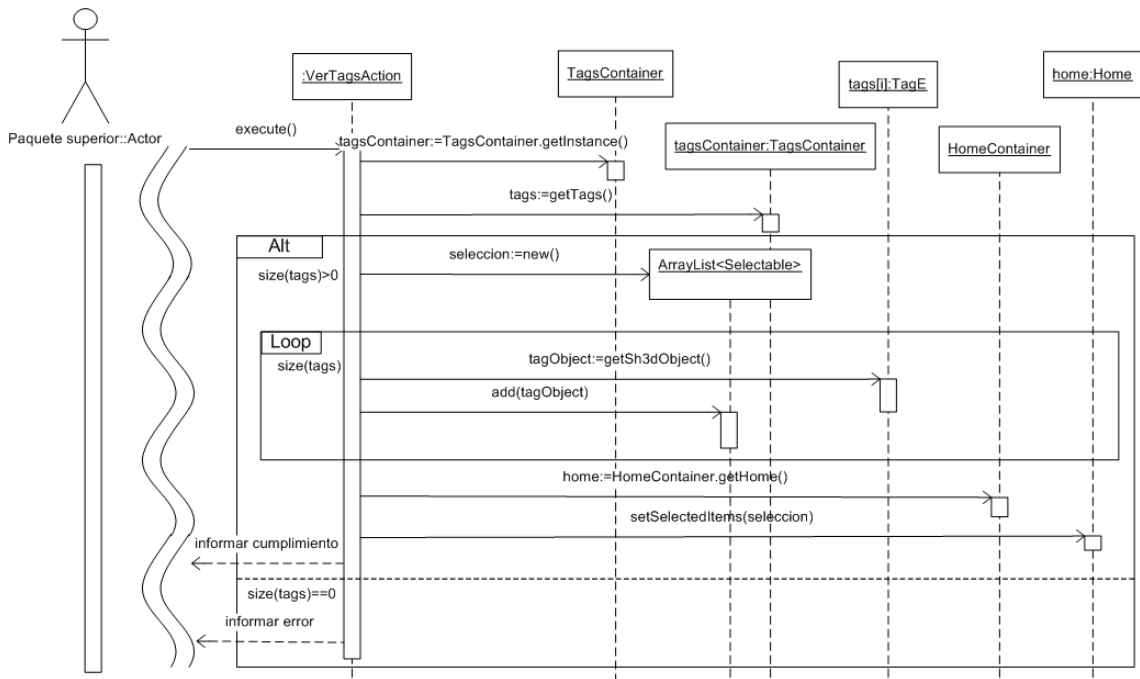 :VerTagsAction
TagsContainer
tags[i]:TagE
home:Home
Paquete superior::Actor
execute()
tagsContainer:=TagsContainer.getInstance()
tagsContainer:TagsContainer
HomeContainer
tags:=getTags()
Alt
size(tags)>0
seleccion:=new()
ArrayList<Selectable>
Loop
size(tags)
tagObject:=getSh3dObject()
add(tagObject)
home:=HomeContainer.getHome()
setSelectedItems(seleccion)
informar cumplimiento
size(tags)==0
informar error